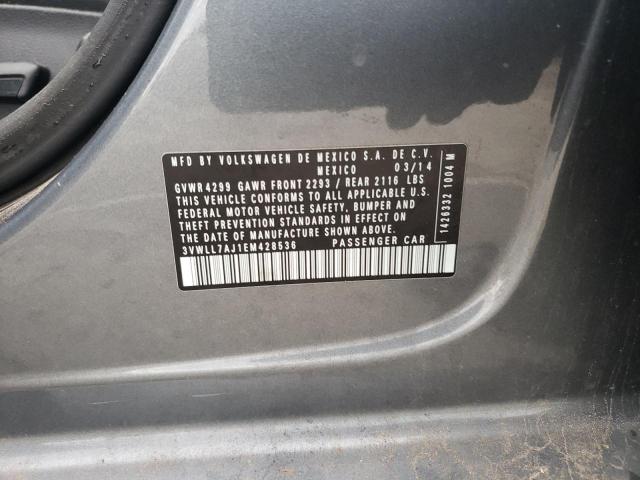 MFD BY VOLKSWAGEN DE MEXICO S.A. DE C.V.
MEXICO 03/14
GVWR4299 GAWR FRONT 2293 / REAR 2116 LBS
THIS VEHICLE CONFORMS TO ALL APPLICABLE U.S.
FEDERAL MOTOR VEHICLE SAFETY, BUMPER AND
THEFT PREVENTION STANDARDS IN EFFECT ON
THE DATE OF MANUFACTURE SHOWN ABOVE.
3VWLL7AJ1EM428536 PASSENGER CAR
1426332 1004 M